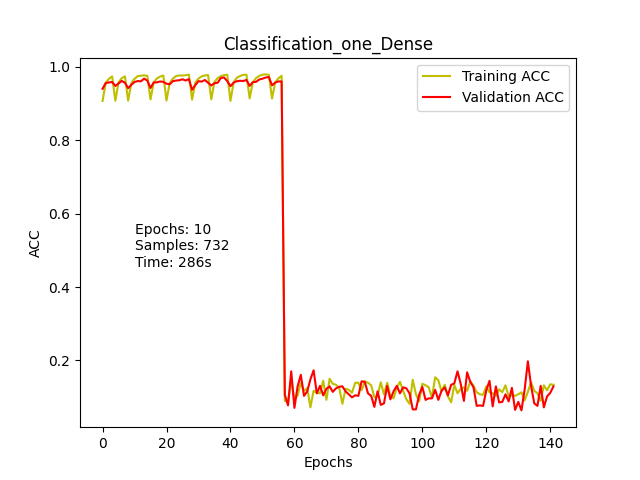 Classification_one_Dense
1.0
0.8
0.6
0.4
0.2
ACC
Training ACC
Validation ACC
Epochs: 10
Samples: 732
Time: 286s
0 20 40 60 80 100 120 140
Epochs